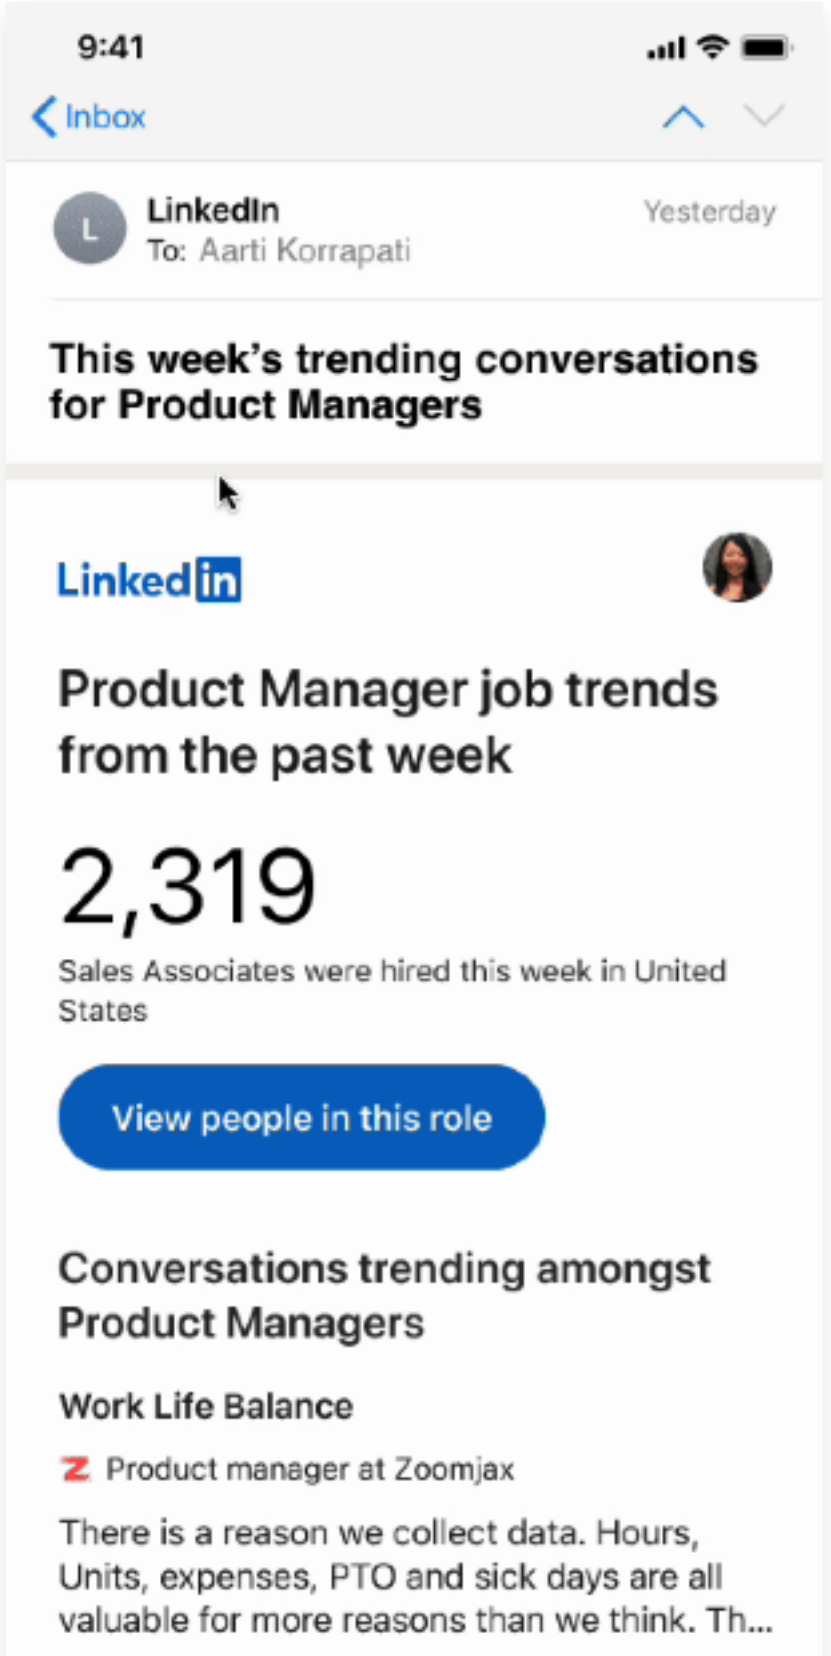 9:41
Inbox
L
LinkedIn
Yesterday
To: Aarti Korrapati
This week's trending conversations
for Product Managers
Linkedin
Product Manager job trends
from the past week
2,319
Sales Associates were hired this week in United
States
View people in this role
Conversations trending amongst
Product Managers
Work Life Balance
Z Product manager at Zoomjax
There is a reason we collect data. Hours,
Units, expenses, PTO and sick days are all
valuable for more reasons than we think. Th...